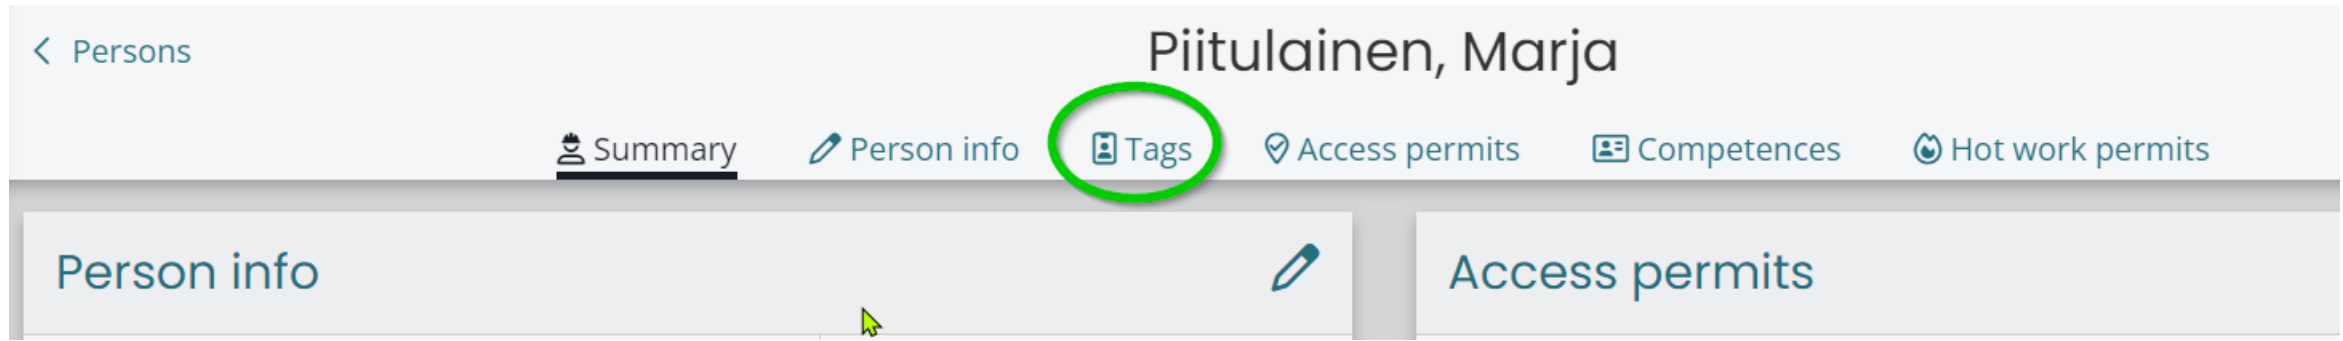 Persons
Piitulainen, Marja
Summary Person info Tags Access permits Competences Hot work permits
Person info
Access permits